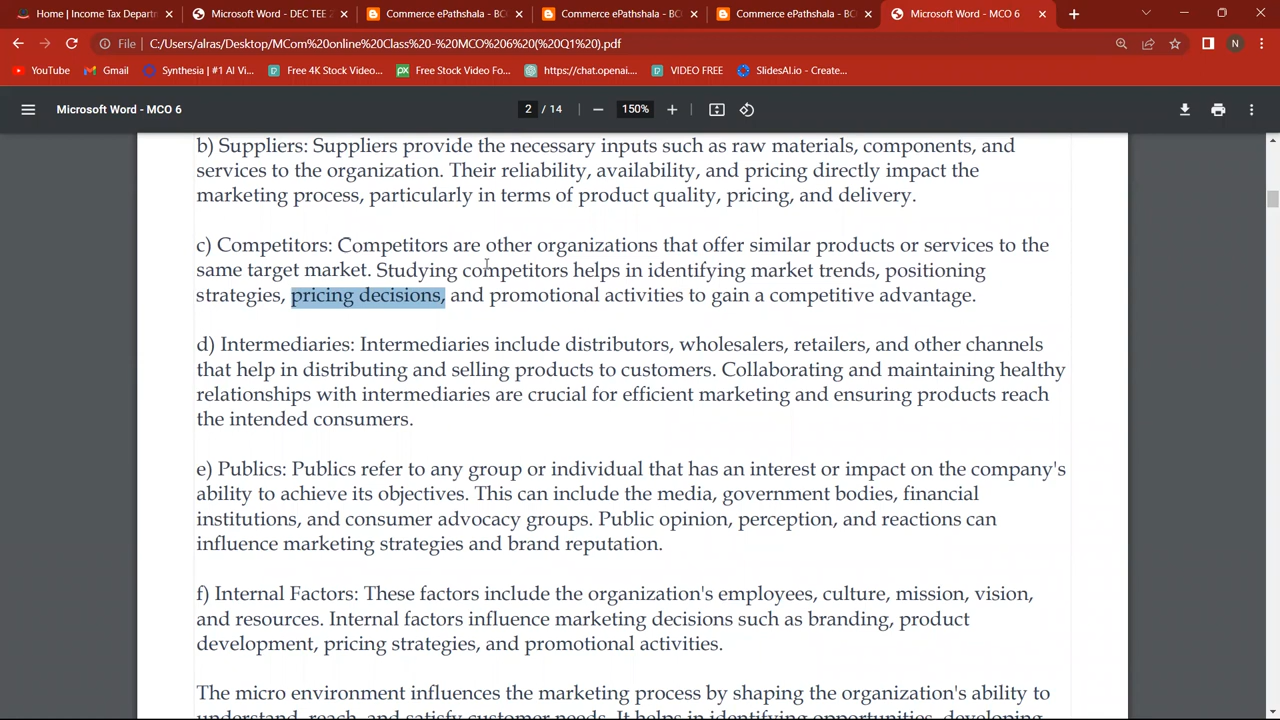 Home | Income Tax Departm
Microsoft Word - DEC TEE 2
Commerce ePathshala - BC
Commerce ePathshala - BC
Commerce ePathshala - BC
Microsoft Word - MCO 6
File
C:/Users/alras/Desktop/MCom%20online%20Class%20-%20MCO%206%20(%20Q1%20).pdf
N
YouTube
Gmail
Synthesia | #1 AI Vi...
Free 4K Stock Video...
Free Stock Video Fo...
https://chat.openai....
VIDEO FREE
SlidesAI.io - Create...
Microsoft Word - MCO 6
2 / 14
150%
b) Suppliers: Suppliers provide the necessary inputs such as raw materials, components, and
services to the organization. Their reliability, availability, and pricing directly impact the
marketing process, particularly in terms of product quality, pricing, and delivery.
c) Competitors: Competitors are other organizations that offer similar products or services to the
same target market. Studying competitors helps in identifying market trends, positioning
strategies, pricing decisions, and promotional activities to gain a competitive advantage.
d) Intermediaries: Intermediaries include distributors, wholesalers, retailers, and other channels
that help in distributing and selling products to customers. Collaborating and maintaining healthy
relationships with intermediaries are crucial for efficient marketing and ensuring products reach
the intended consumers.
e) Publics: Publics refer to any group or individual that has an interest or impact on the company's
ability to achieve its objectives. This can include the media, government bodies, financial
institutions, and consumer advocacy groups. Public opinion, perception, and reactions can
influence marketing strategies and brand reputation.
f) Internal Factors: These factors include the organization's employees, culture, mission, vision,
and resources. Internal factors influence marketing decisions such as branding, product
development, pricing strategies, and promotional activities.
The micro environment influences the marketing process by shaping the organization's ability to
understand, reach, and satisfy customer needs. It helps in identifying opportunities, developing